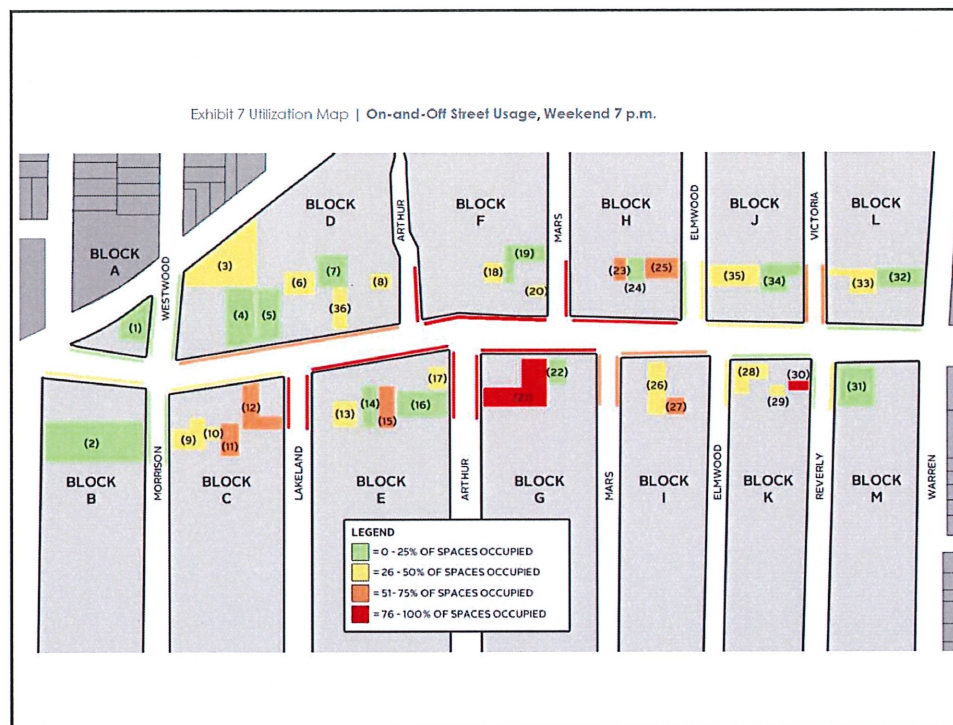 Exhibit 7 Utilization Map | On-and-Off Street Usage, Weekend 7 p.m.
BLOCK
A
WESTWOOD
BLOCK
D
ARTHUR
BLOCK
F
MARS
BLOCK
H
ELMWOOD
BLOCK
J
VICTORIA
BLOCK
L
(1)
(3)
(4)
(5)
(6)
(7)
(36)
(8)
(18)
(19)
(20)
(23)
(24)
(25)
(35)
(34)
(33)
(32)
(2)
(9)
(10)
(11)
(12)
(13)
(14)
(15)
(16)
(17)
(22)
(26)
(27)
(28)
(29)
(30)
(31)
BLOCK
B
MORRISON
BLOCK
C
LAKELAND
BLOCK
E
ARTHUR
BLOCK
G
MARS
BLOCK
I
ELMWOOD
BLOCK
K
REVERLY
BLOCK
M
WARREN
LEGEND
= 0 - 25% OF SPACES OCCUPIED
= 26 - 50% OF SPACES OCCUPIED
= 51 - 75% OF SPACES OCCUPIED
= 76 - 100% OF SPACES OCCUPIED